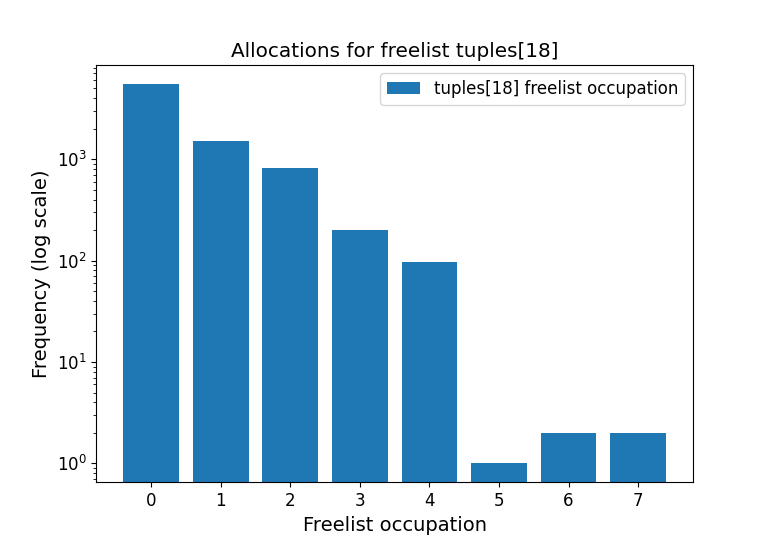 Allocations for freelist tuples[18]
tuples[18] freelist occupation
Frequency (log scale)
10³
10²
10¹
10⁰
0 1 2 3 4 5 6 7
Freelist occupation